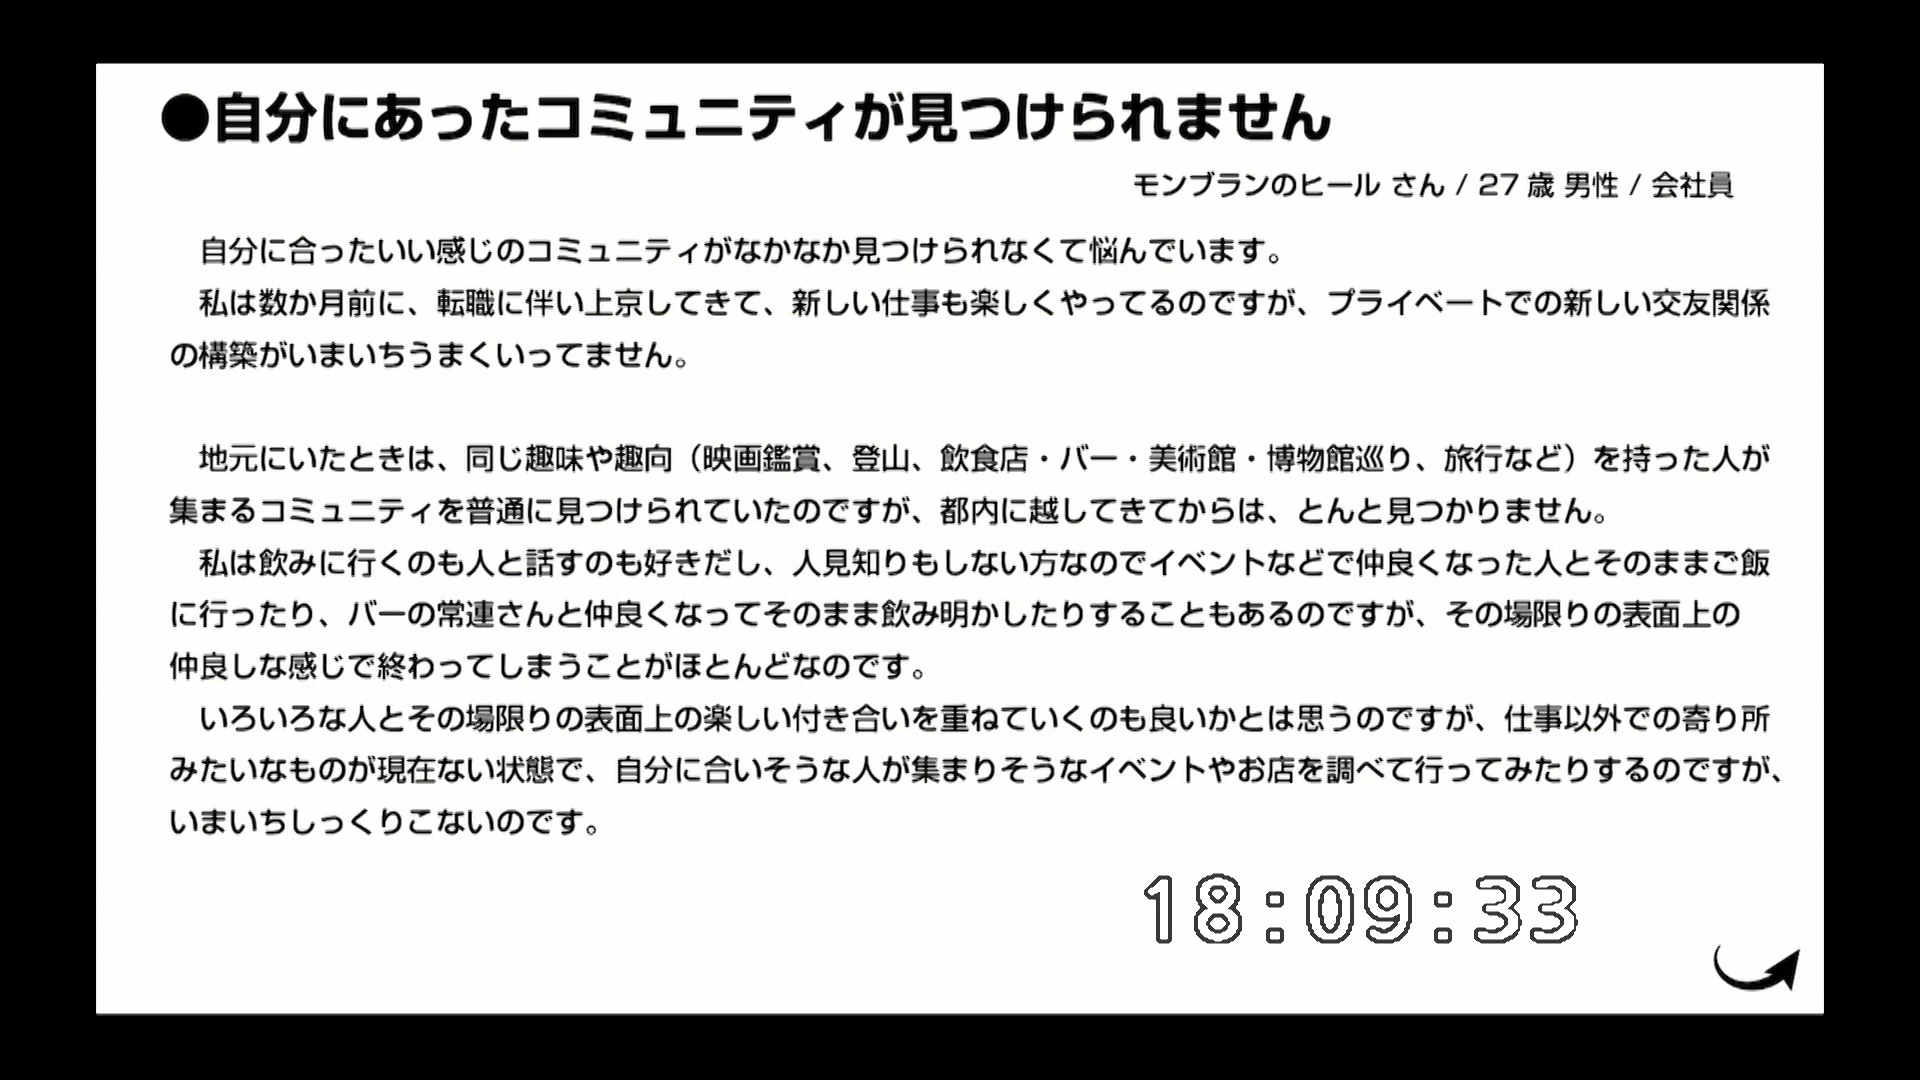 ●自分にあったコミュニティが見つけられません
モンブランのヒール さん / 27 歳 男性 / 会社員
自分に合ったいい感じのコミュニティがなかなか見つけられなくて悩んでいます。
私は数か月前に、転職に伴い上京してきて、新しい仕事も楽しくやってるのですが、プライベートでの新しい交友関係
の構築がいまいちうまくいってません。
地元にいたときは、同じ趣味や趣向（映画鑑賞、登山、飲食店・バー・美術館・博物館巡り、旅行など）を持った人が
集まるコミュニティを普通に見つけられていたのですが、都内に越してきてからは、とんと見つかりません。
私は飲みに行くのも人と話すのも好きだし、人見知りもしない方なのでイベントなどで仲良くなった人とそのままご飯
に行ったり、バーの常連さんと仲良くなってそのまま飲み明かしたりすることもあるのですが、その場限りの表面上の
仲良しな感じで終わってしまうことがほとんどなのです。
いろいろな人とその場限りの表面上の楽しい付き合いを重ねていくのも良いかとは思うのですが、仕事以外での寄り所
みたいなものが現在ない状態で、自分に合いそうな人が集まりそうなイベントやお店を調べて行ってみたりするのですが、
いまいちしっくりこないのです。
18:09:33